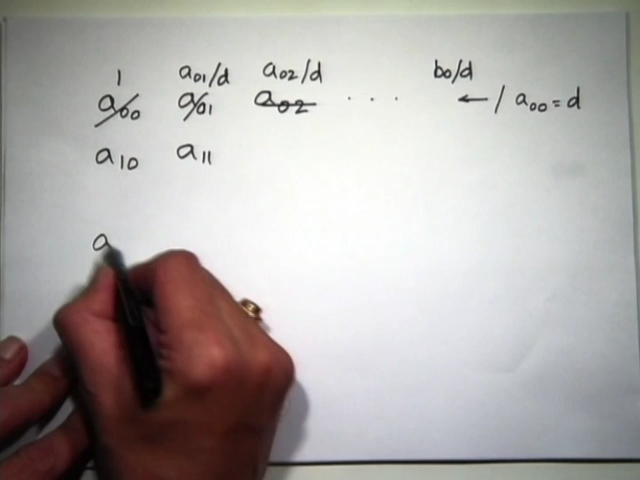 1 a01/d a02/d b0/d
a00 a01 a02 ... ← / a00 = d
a10 a11
a